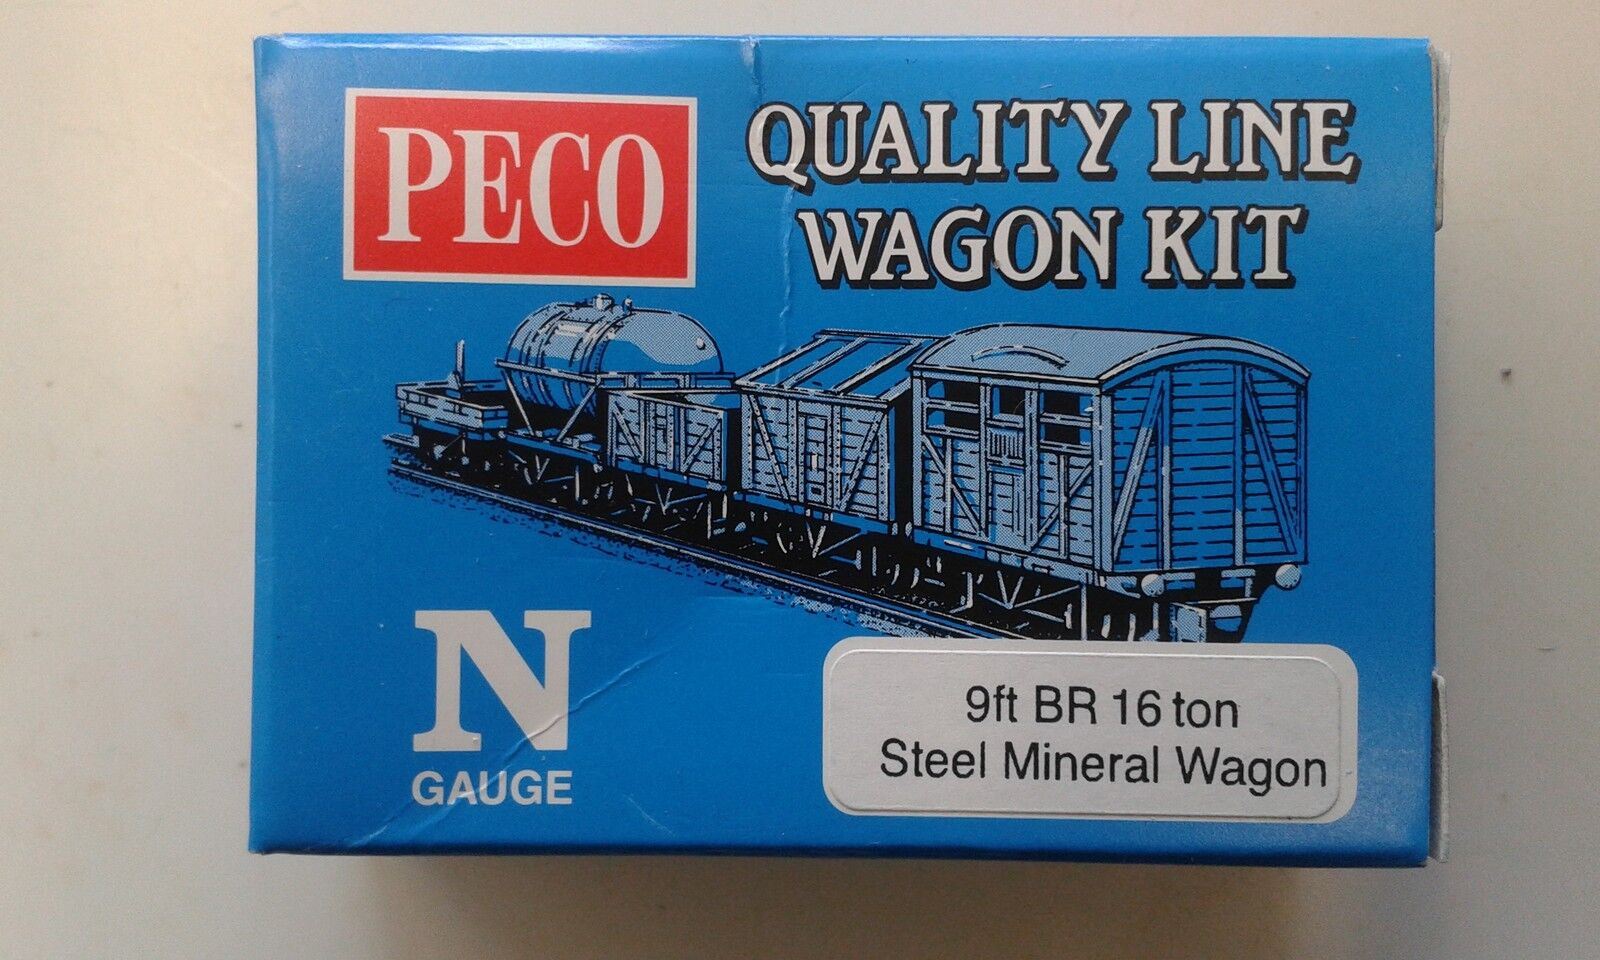 PECO
QUALITY LINE
WAGON KIT
N
GAUGE
9ft BR 16 ton
Steel Mineral Wagon